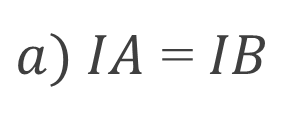 a) IA = IB